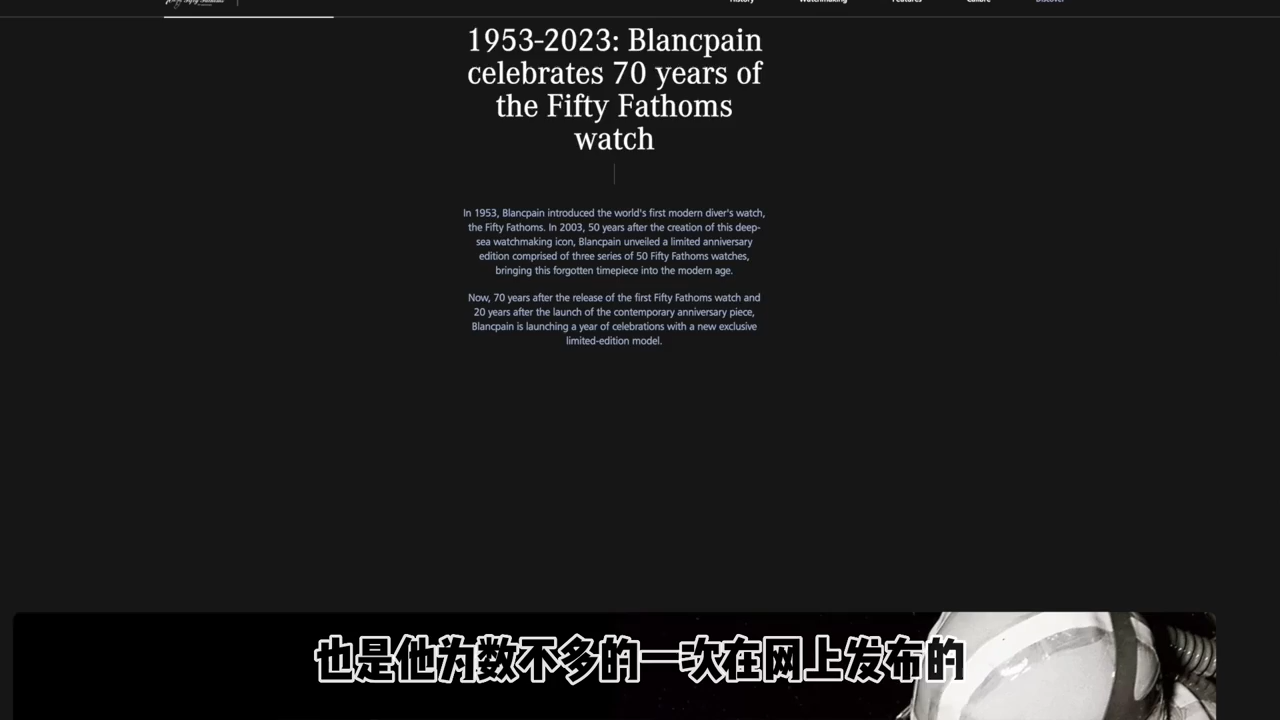 History Watchmaking Features Culture Discover
1953-2023: Blancpain
celebrates 70 years of
the Fifty Fathoms
watch
In 1953, Blancpain introduced the world's first modern diver's watch,
the Fifty Fathoms. In 2003, 50 years after the creation of this deep-
sea watchmaking icon, Blancpain unveiled a limited anniversary
edition comprised of three series of 50 Fifty Fathoms watches,
bringing this forgotten timepiece into the modern age.
Now, 70 years after the release of the first Fifty Fathoms watch and
20 years after the launch of the contemporary anniversary piece,
Blancpain is launching a year of celebrations with a new exclusive
limited-edition model.
也是他为数不多的一次在网上发布的